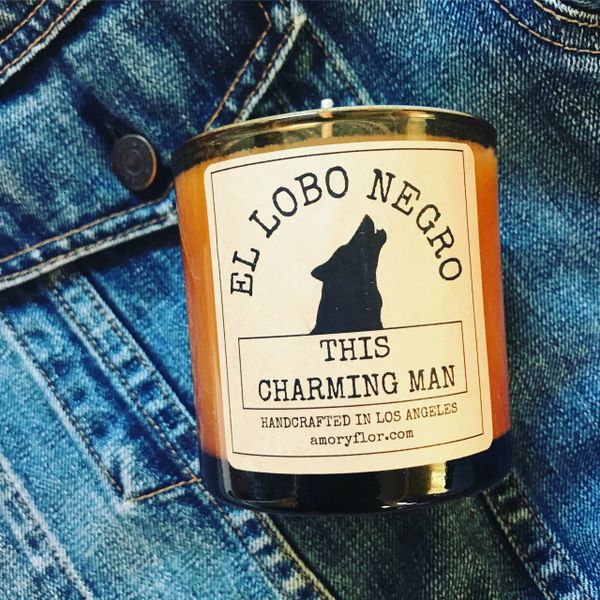 EL LOBO NEGRO
THIS
CHARMING MAN
HANDCRAFTED IN LOS ANGELES
amoryflor.com